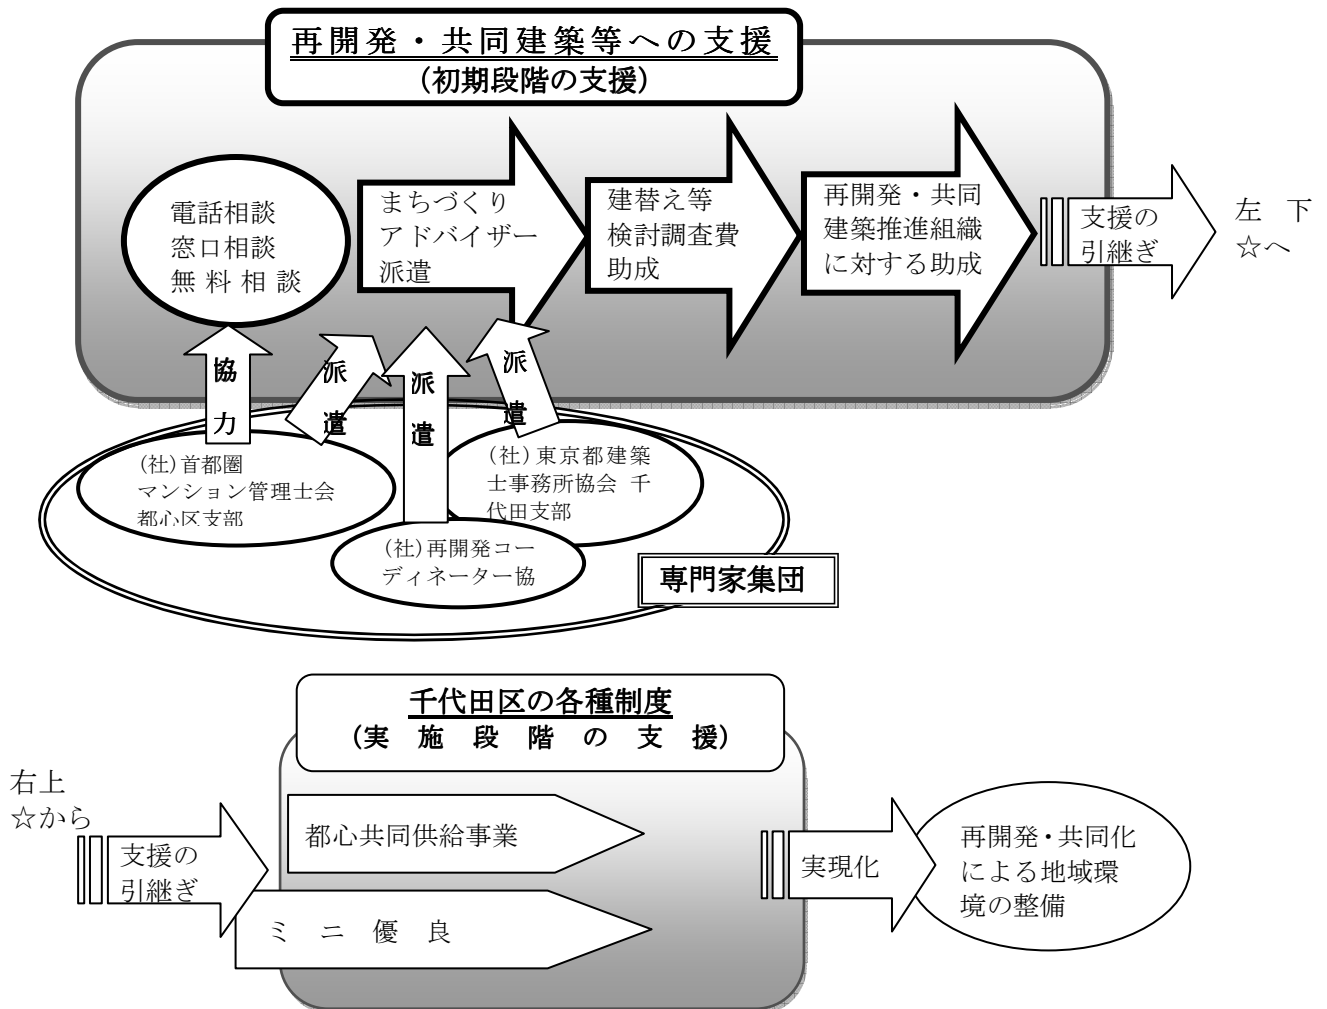 再開発・共同建築等への支援
(初期段階の支援)
電話相談
窓口相談
無料相談
まちづくり
アドバイザー
派遣
建替え等
検討調査費
助成
再開発・共同
建築推進組織
に対する助成
支援の
引継ぎ
左 下
☆へ
協力
派遣
派遣
派遣
(社)首都圏
マンション管理士会
都心区支部
(社)再開発コー
ディネーター協
(社)東京都建築
士事務所協会 千
代田支部
専門家集団
千代田区の各種制度
(実施段階の支援)
右上
☆から
支援の
引継ぎ
都心共同供給事業
ミニ優良
実現化
再開発・共同化
による地域環
境の整備